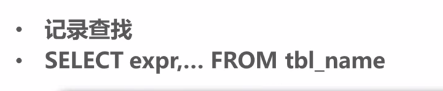 • 记录查找
• SELECT expr,... FROM tbl_name